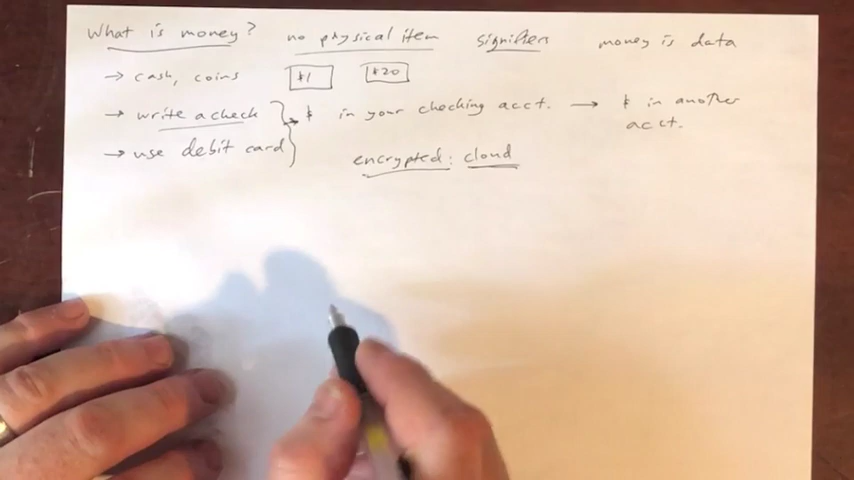 What is money? no physical item signifiers money is data
→ cash, coins $1 $20
→ write a check $ in your checking acct. → $ in another acct.
→ use debit card
encrypted: cloud